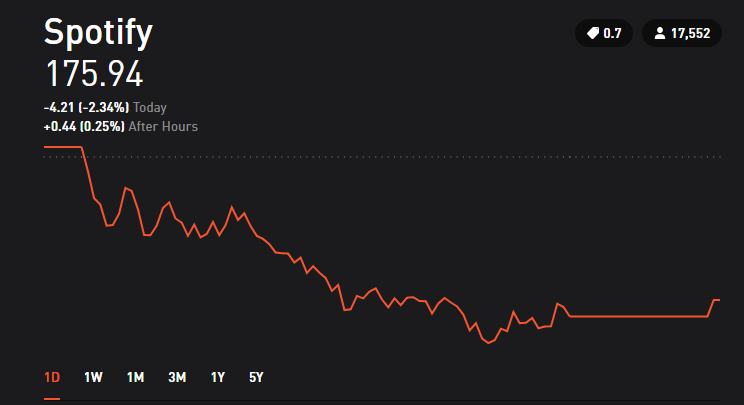 Spotify
0.7
17,552
175.94
-4.21 (-2.34%) Today
+0.44 (0.25%) After Hours
1D 1W 1M 3M 1Y 5Y